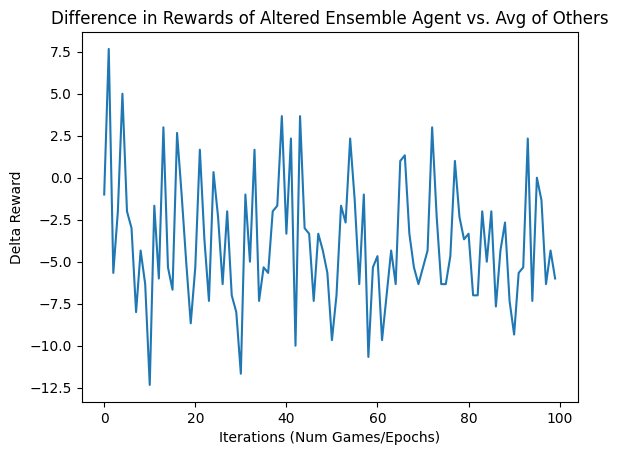 Difference in Rewards of Altered Ensemble Agent vs. Avg of Others
7.5
5.0
2.5
0.0
−2.5
−5.0
−7.5
−10.0
−12.5
Delta Reward
0 20 40 60 80 100
Iterations (Num Games/Epochs)